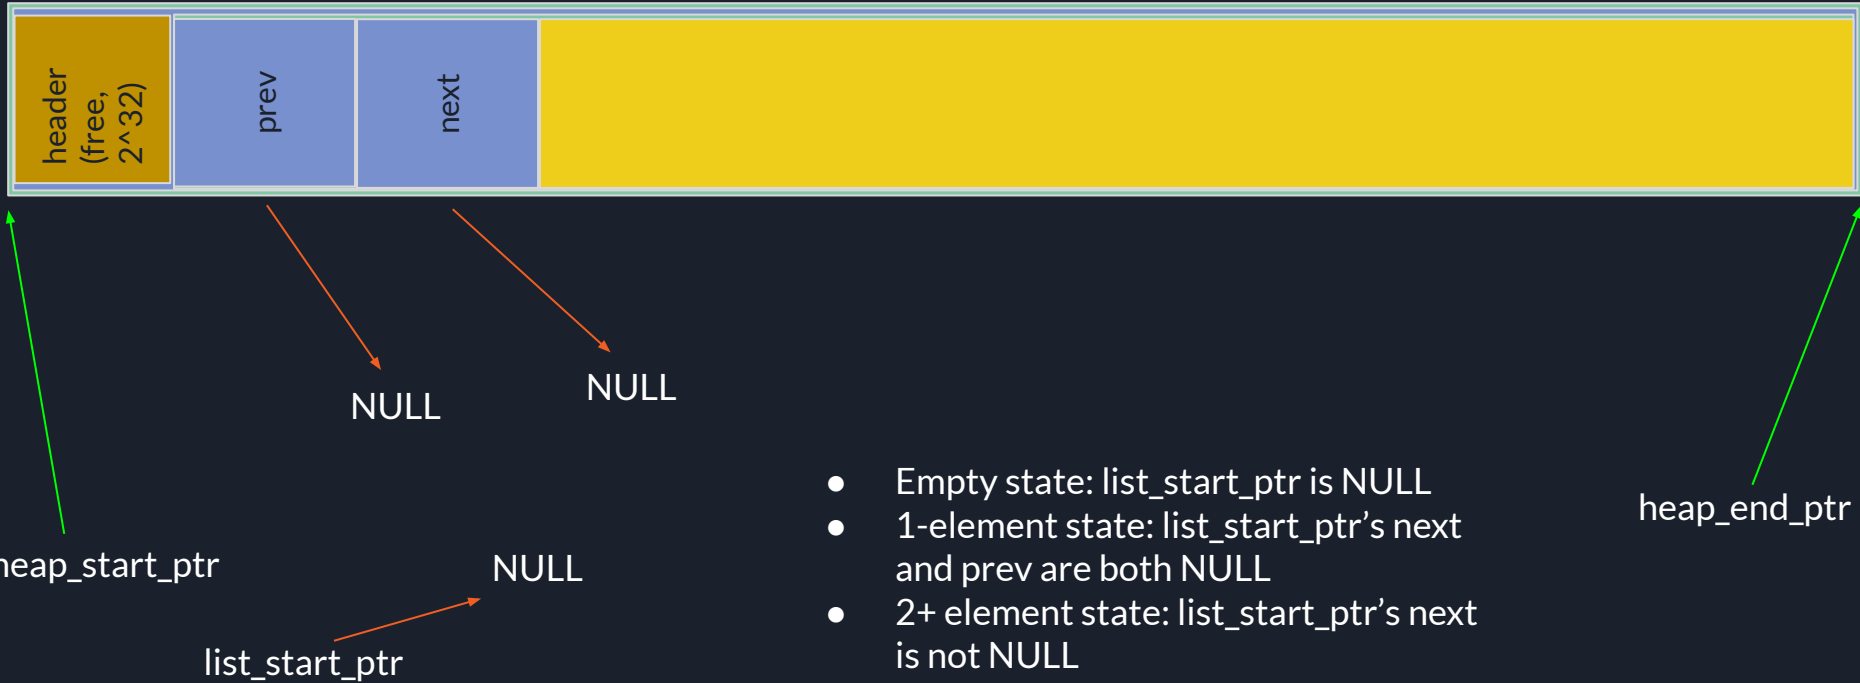 header
(free,
2^32)
prev
next
NULL
NULL
heap_start_ptr
NULL
list_start_ptr
● Empty state: list_start_ptr is NULL
● 1-element state: list_start_ptr’s next
and prev are both NULL
● 2+ element state: list_start_ptr’s next
is not NULL
heap_end_ptr